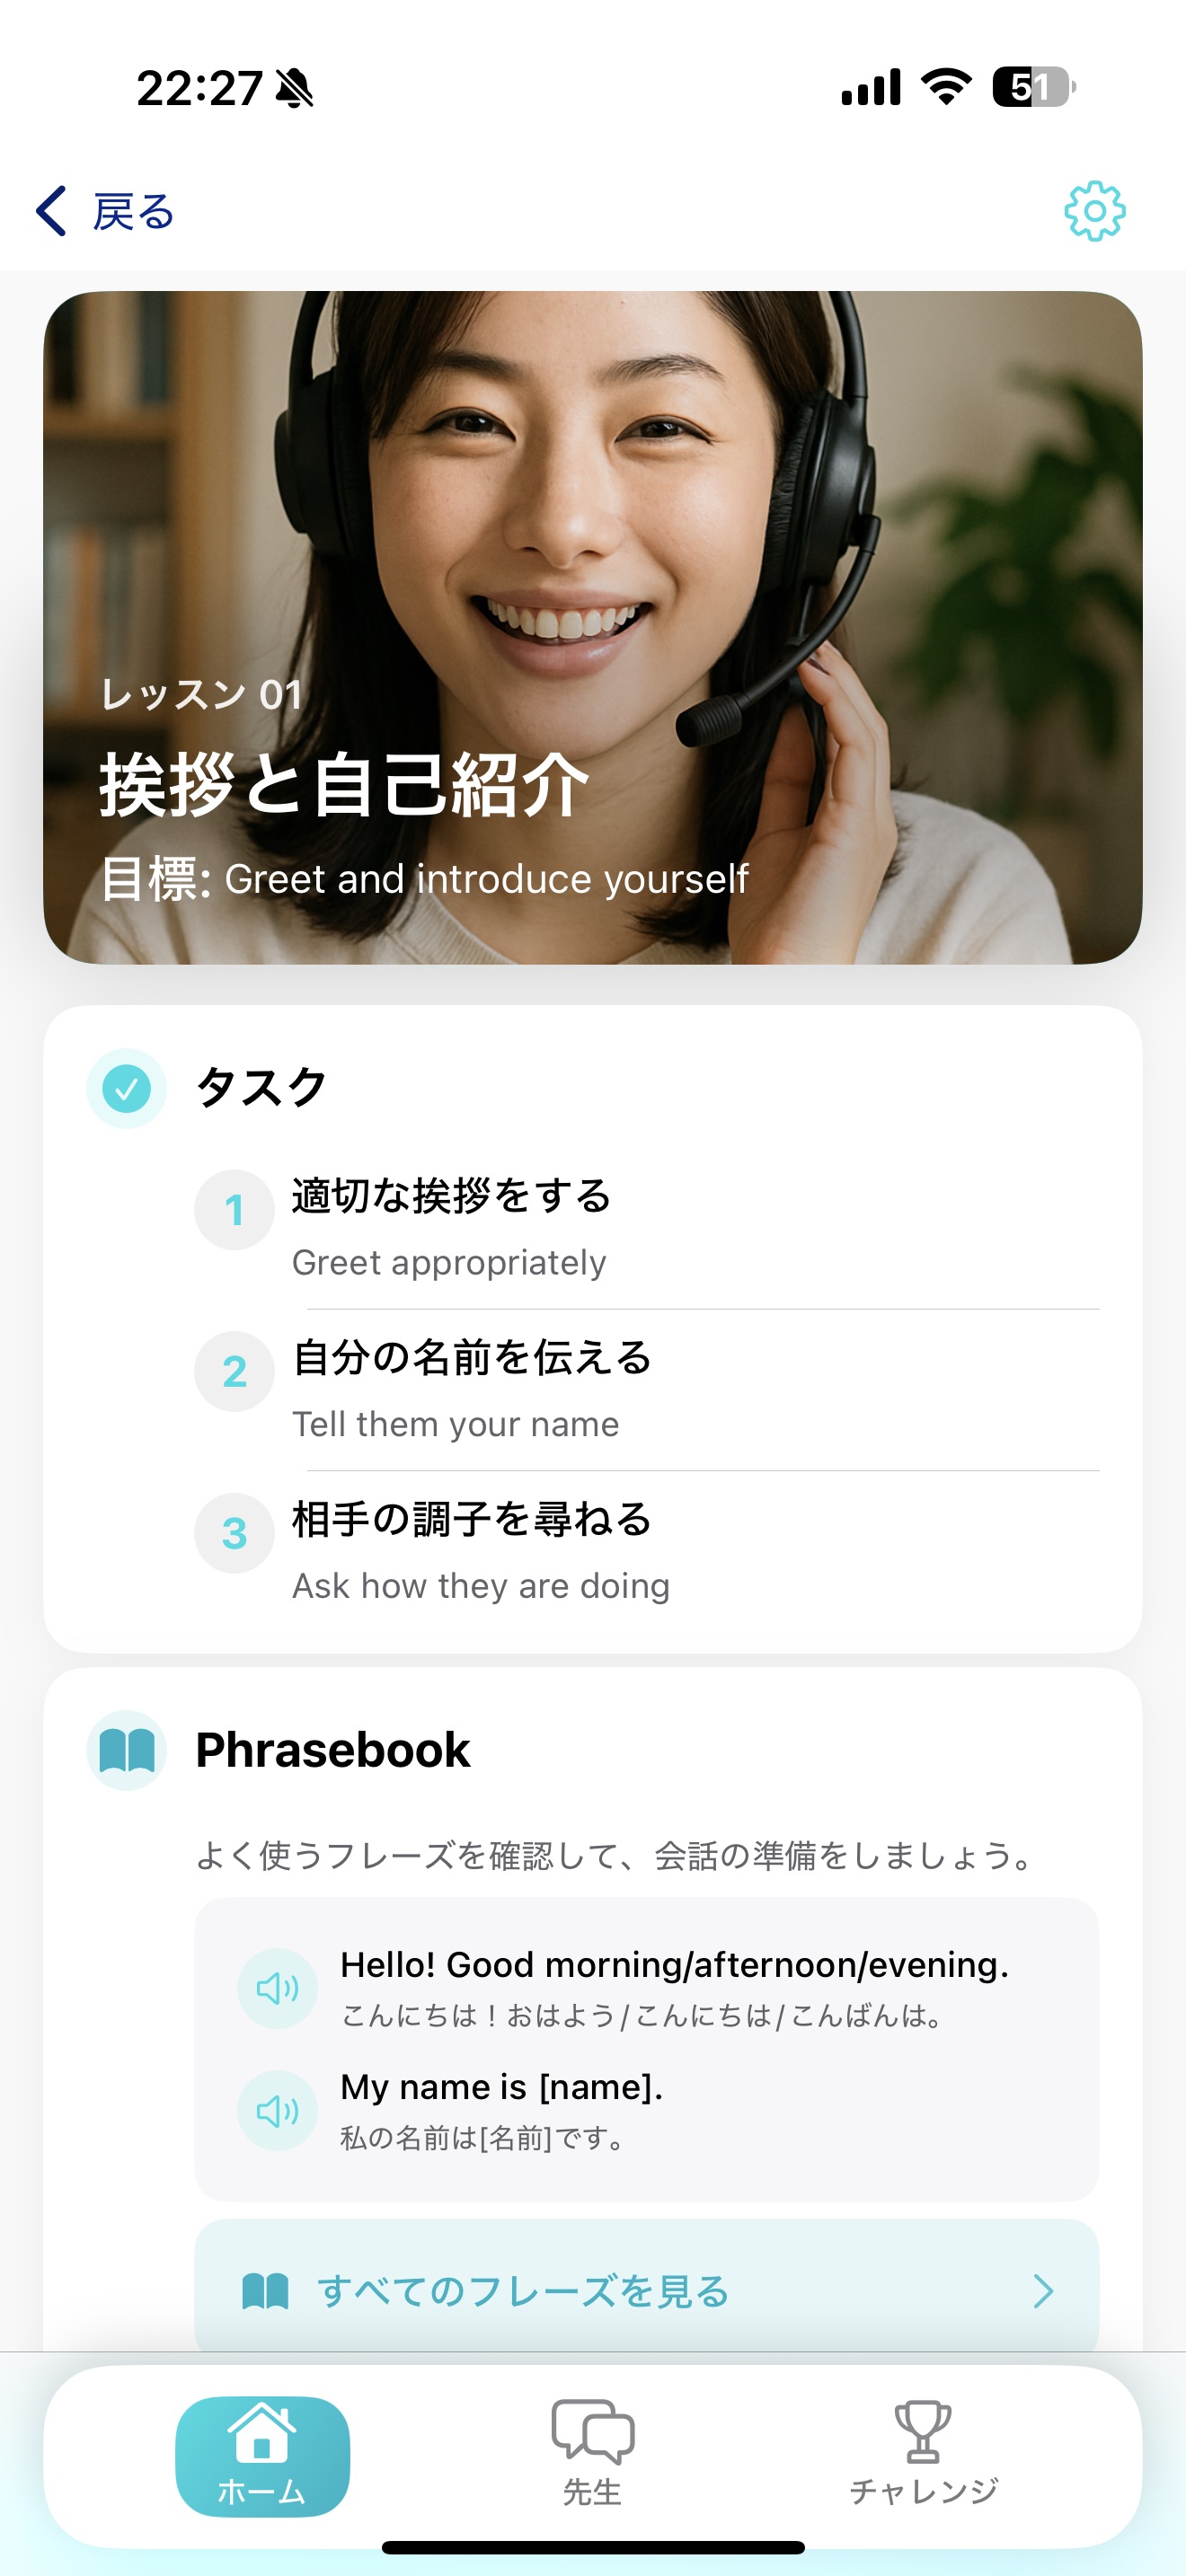 22:27
51
戻る
レッスン 01
挨拶と自己紹介
目標: Greet and introduce yourself
タスク
1
適切な挨拶をする
Greet appropriately
2
自分の名前を伝える
Tell them your name
3
相手の調子を尋ねる
Ask how they are doing
Phrasebook
よく使うフレーズを確認して、会話の準備をしましょう。
Hello! Good morning/afternoon/evening.
こんにちは！おはよう/こんにちは/こんばんは。
My name is [name].
私の名前は[名前]です。
すべてのフレーズを見る
ホーム
先生
チャレンジ